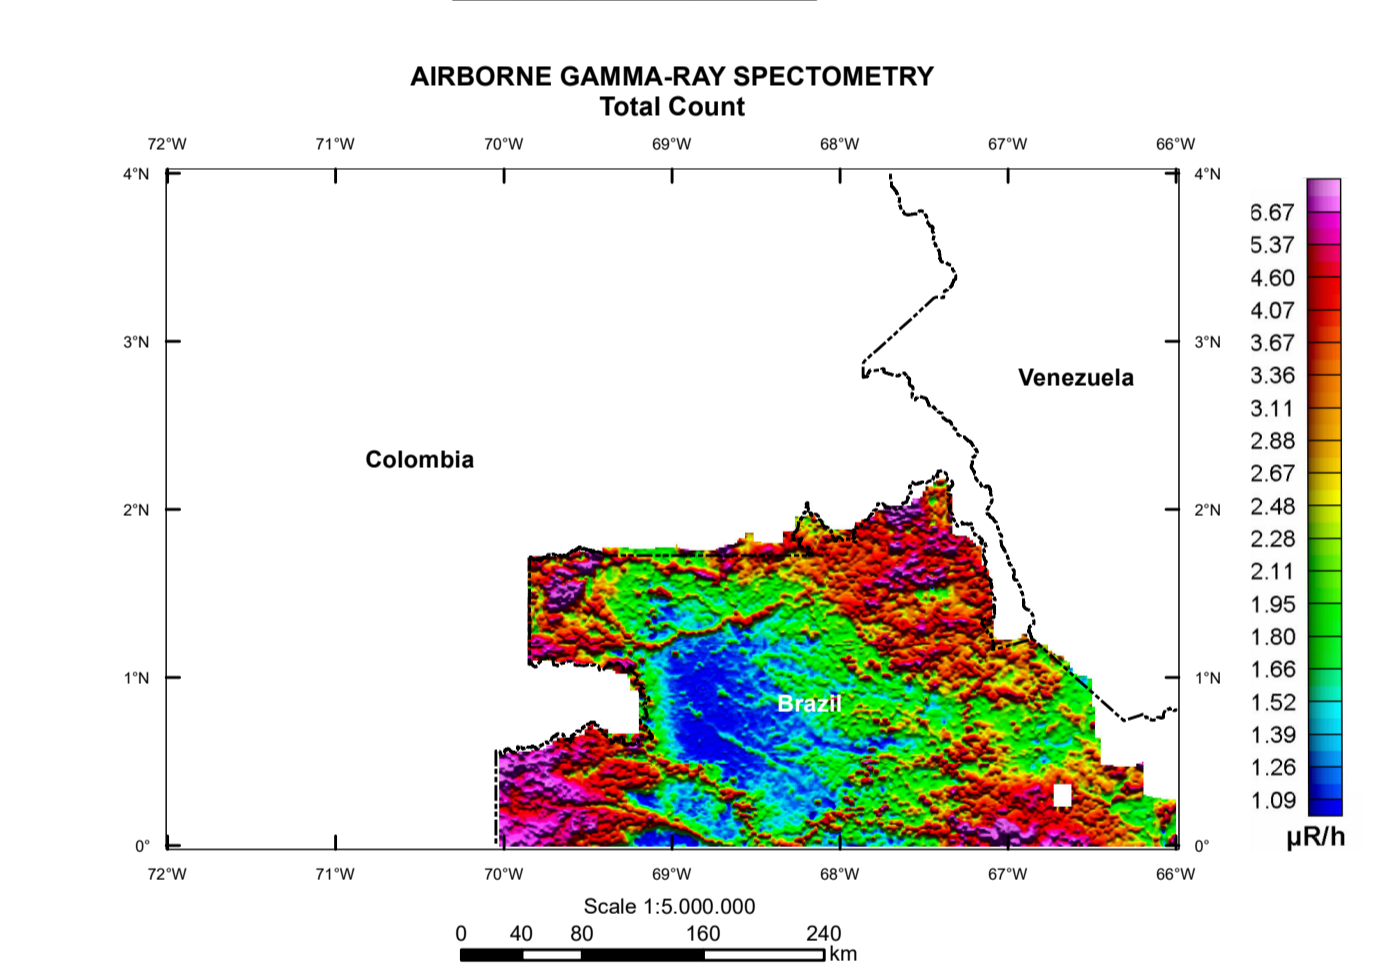 AIRBORNE GAMMA-RAY SPECTOMETRY
Total Count
72°W 71°W 70°W 69°W 68°W 67°W 66°W
4°N 4°N
6.67
5.37
4.60
4.07
3°N 3°N
3.67
Venezuela
3.36
3.11
2.88
Colombia
2.67
2.48
2°N 2°N
2.28
2.11
1.95
1.80
1.66
1°N 1°N
1.52
Brazil
1.39
1.26
1.09
µR/h
0° 0°
72°W 71°W 70°W 69°W 68°W 67°W 66°W
Scale 1:5.000.000
0 40 80 160 240
km